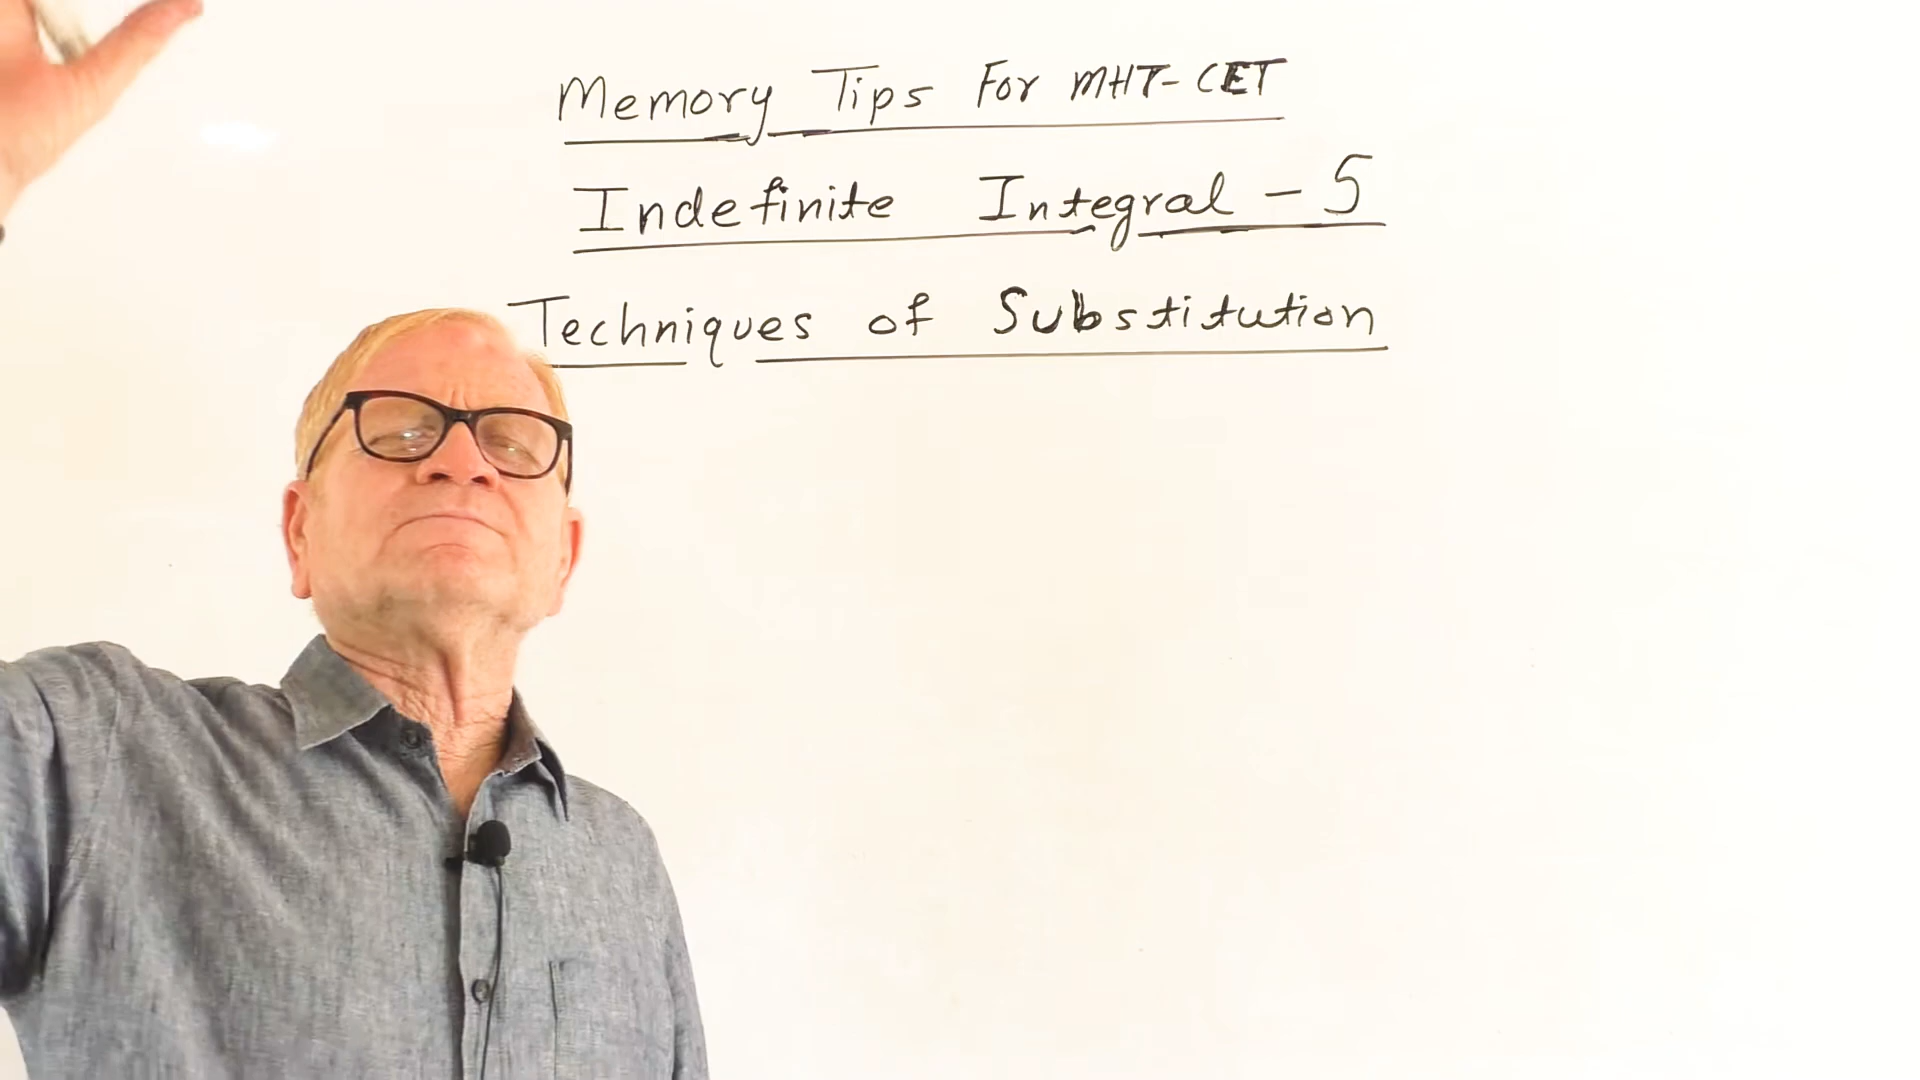 Memory Tips For MHT-CET
Indefinite Integral - 5
Techniques of Substitution